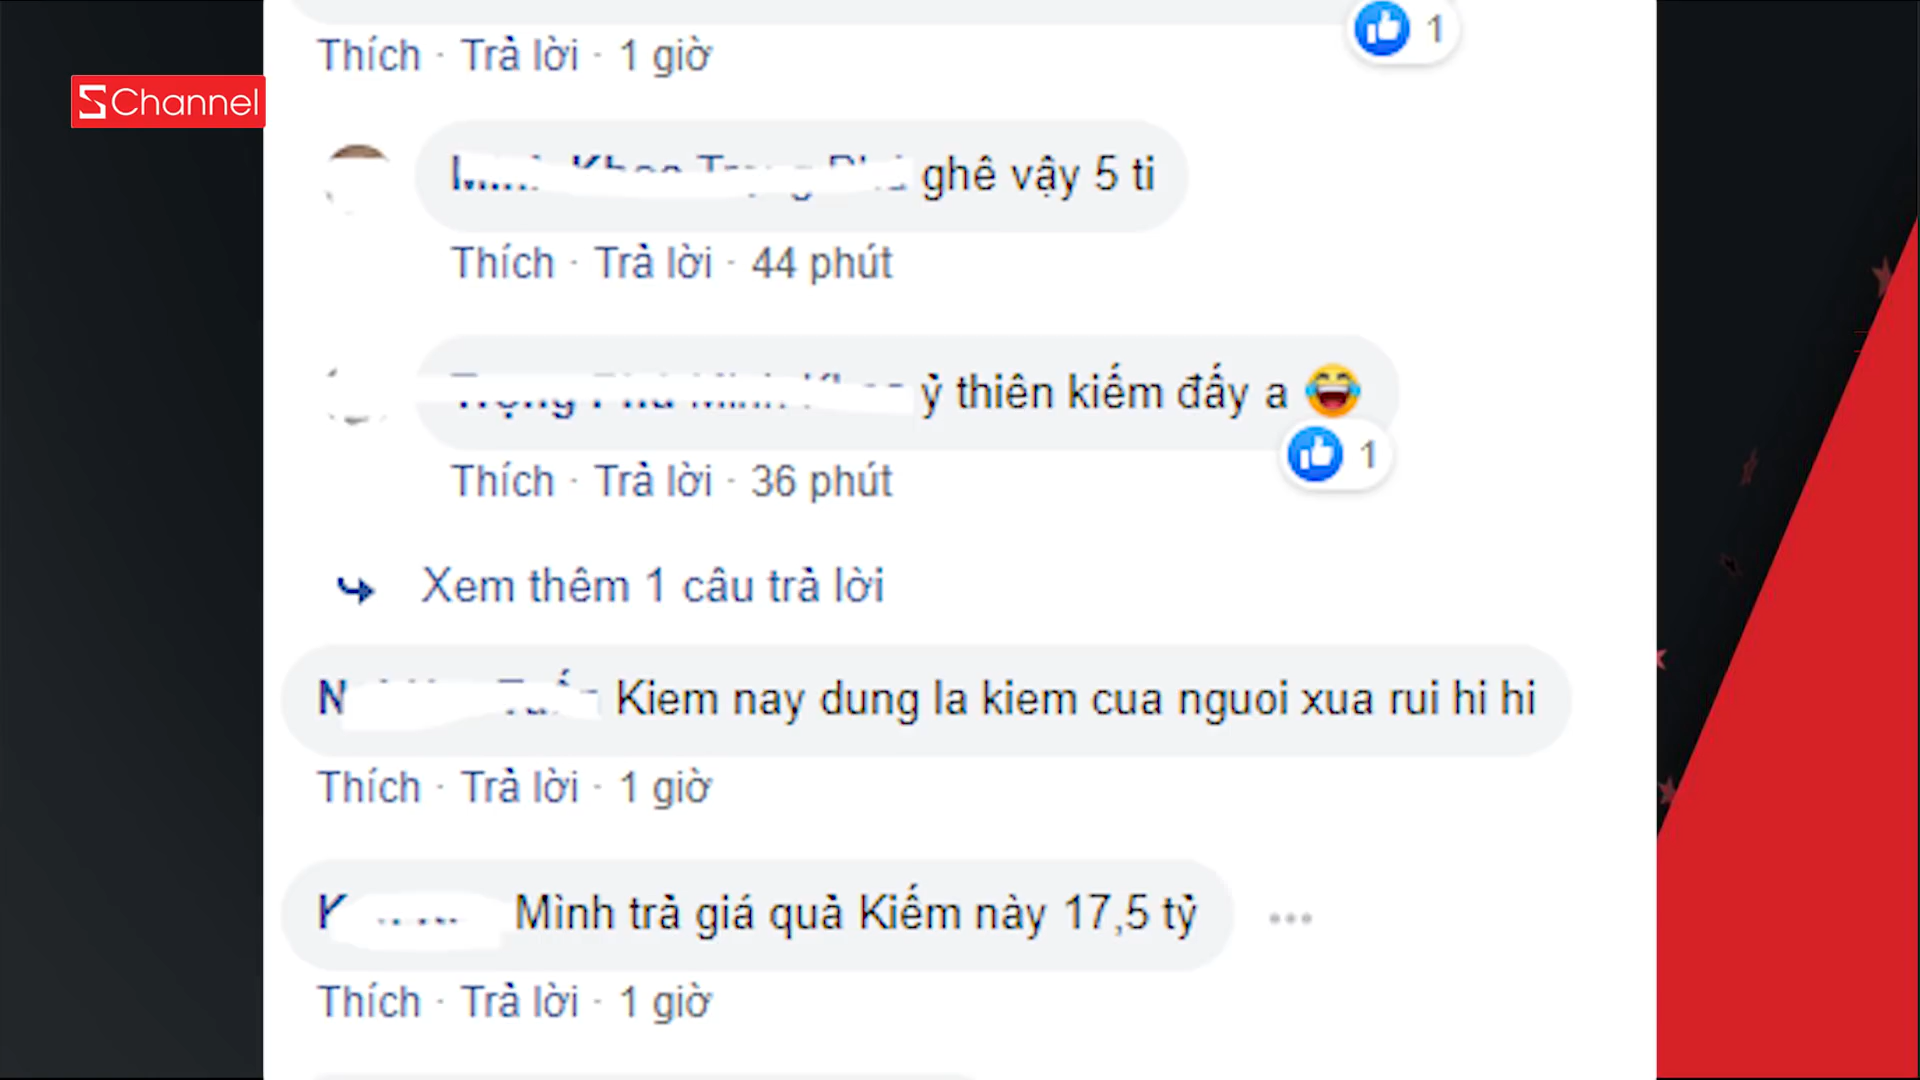 Thích · Trả lời · 1 giờ
1
S Channel
ghê vậy 5 ti
Thích · Trả lời · 44 phút
ỷ thiên kiếm đấy a 😂
1
Thích · Trả lời · 36 phút
Xem thêm 1 câu trả lời
Kiem nay dung la kiem cua nguoi xua rui hi hi
Thích · Trả lời · 1 giờ
Mình trả giá quả Kiếm này 17,5 tỷ
Thích · Trả lời · 1 giờ